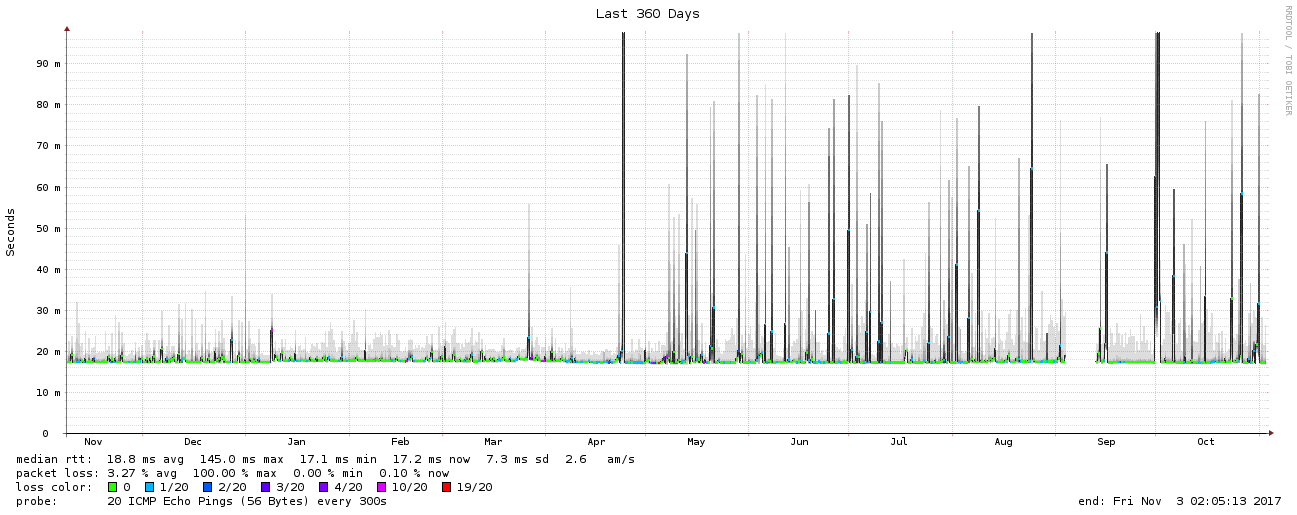 Last 360 Days
RRDTOOL / TOBI OETIKER
Seconds
90 m
80 m
70 m
60 m
50 m
40 m
30 m
20 m
10 m
0
Nov Dec Jan Feb Mar Apr May Jun Jul Aug Sep Oct
median rtt: 18.8 ms avg 145.0 ms max 17.1 ms min 17.2 ms now 7.3 ms sd 2.6 am/s
packet loss: 3.27 % avg 100.00 % max 0.00 % min 0.10 % now
loss color: 0 1/20 2/20 3/20 4/20 10/20 19/20
probe: 20 ICMP Echo Pings (56 Bytes) every 300s
end: Fri Nov 3 02:05:13 2017